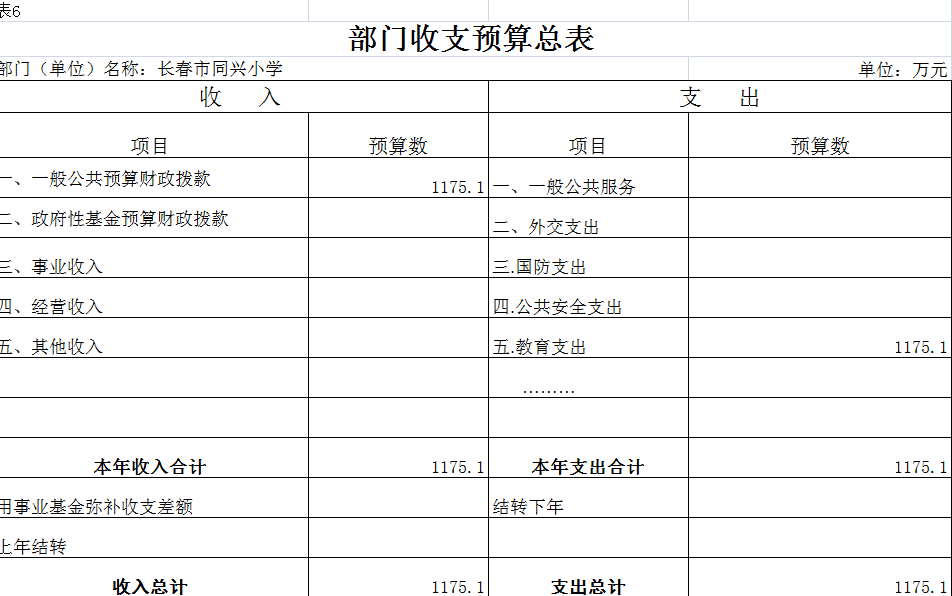 表6
部门收支预算总表
部门（单位）名称：长春市同兴小学 单位：万元
收 入 支 出
项目 预算数 项目 预算数
一、一般公共预算财政拨款 1175.1 一、一般公共服务
二、政府性基金预算财政拨款 二、外交支出
三、事业收入 三.国防支出
四、经营收入 四.公共安全支出
五、其他收入 五.教育支出 1175.1
………
本年收入合计 1175.1 本年支出合计 1175.1
用事业基金弥补收支差额 结转下年
上年结转
收入总计 1175.1 支出总计 1175.1